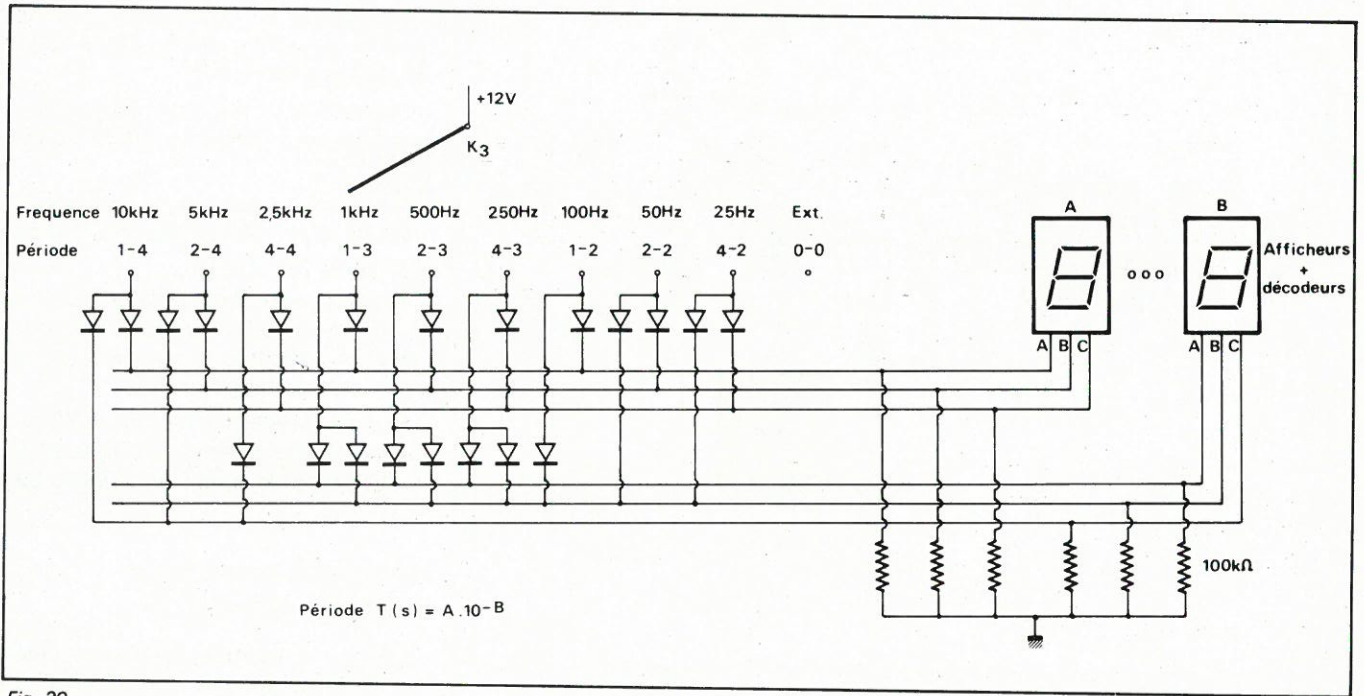 +12V
K3
Frequence 10kHz 5kHz 2,5kHz 1kHz 500Hz 250Hz 100Hz 50Hz 25Hz Ext.
Période 1-4 2-4 4-4 1-3 2-3 4-3 1-2 2-2 4-2 0-0
A B
Afficheurs
+
décodeurs
A B C A B C
100kΩ
Période T (s) = A .10-B